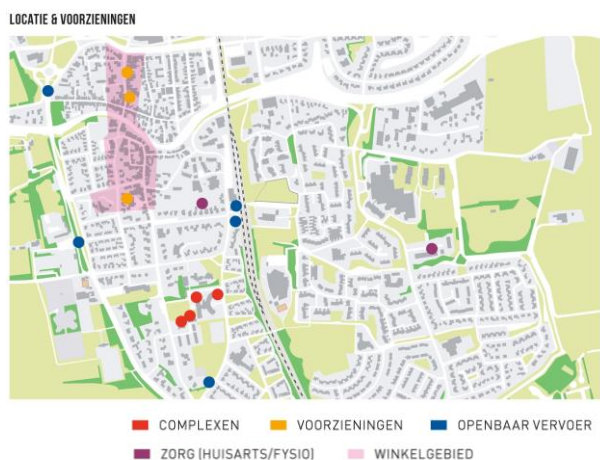 LOCATIE & VOORZIENINGEN
COMPLEXEN VOORZIENINGEN OPENBAAR VERVOER
ZORG (HUISARTS/FYSIO) WINKELGEBIED